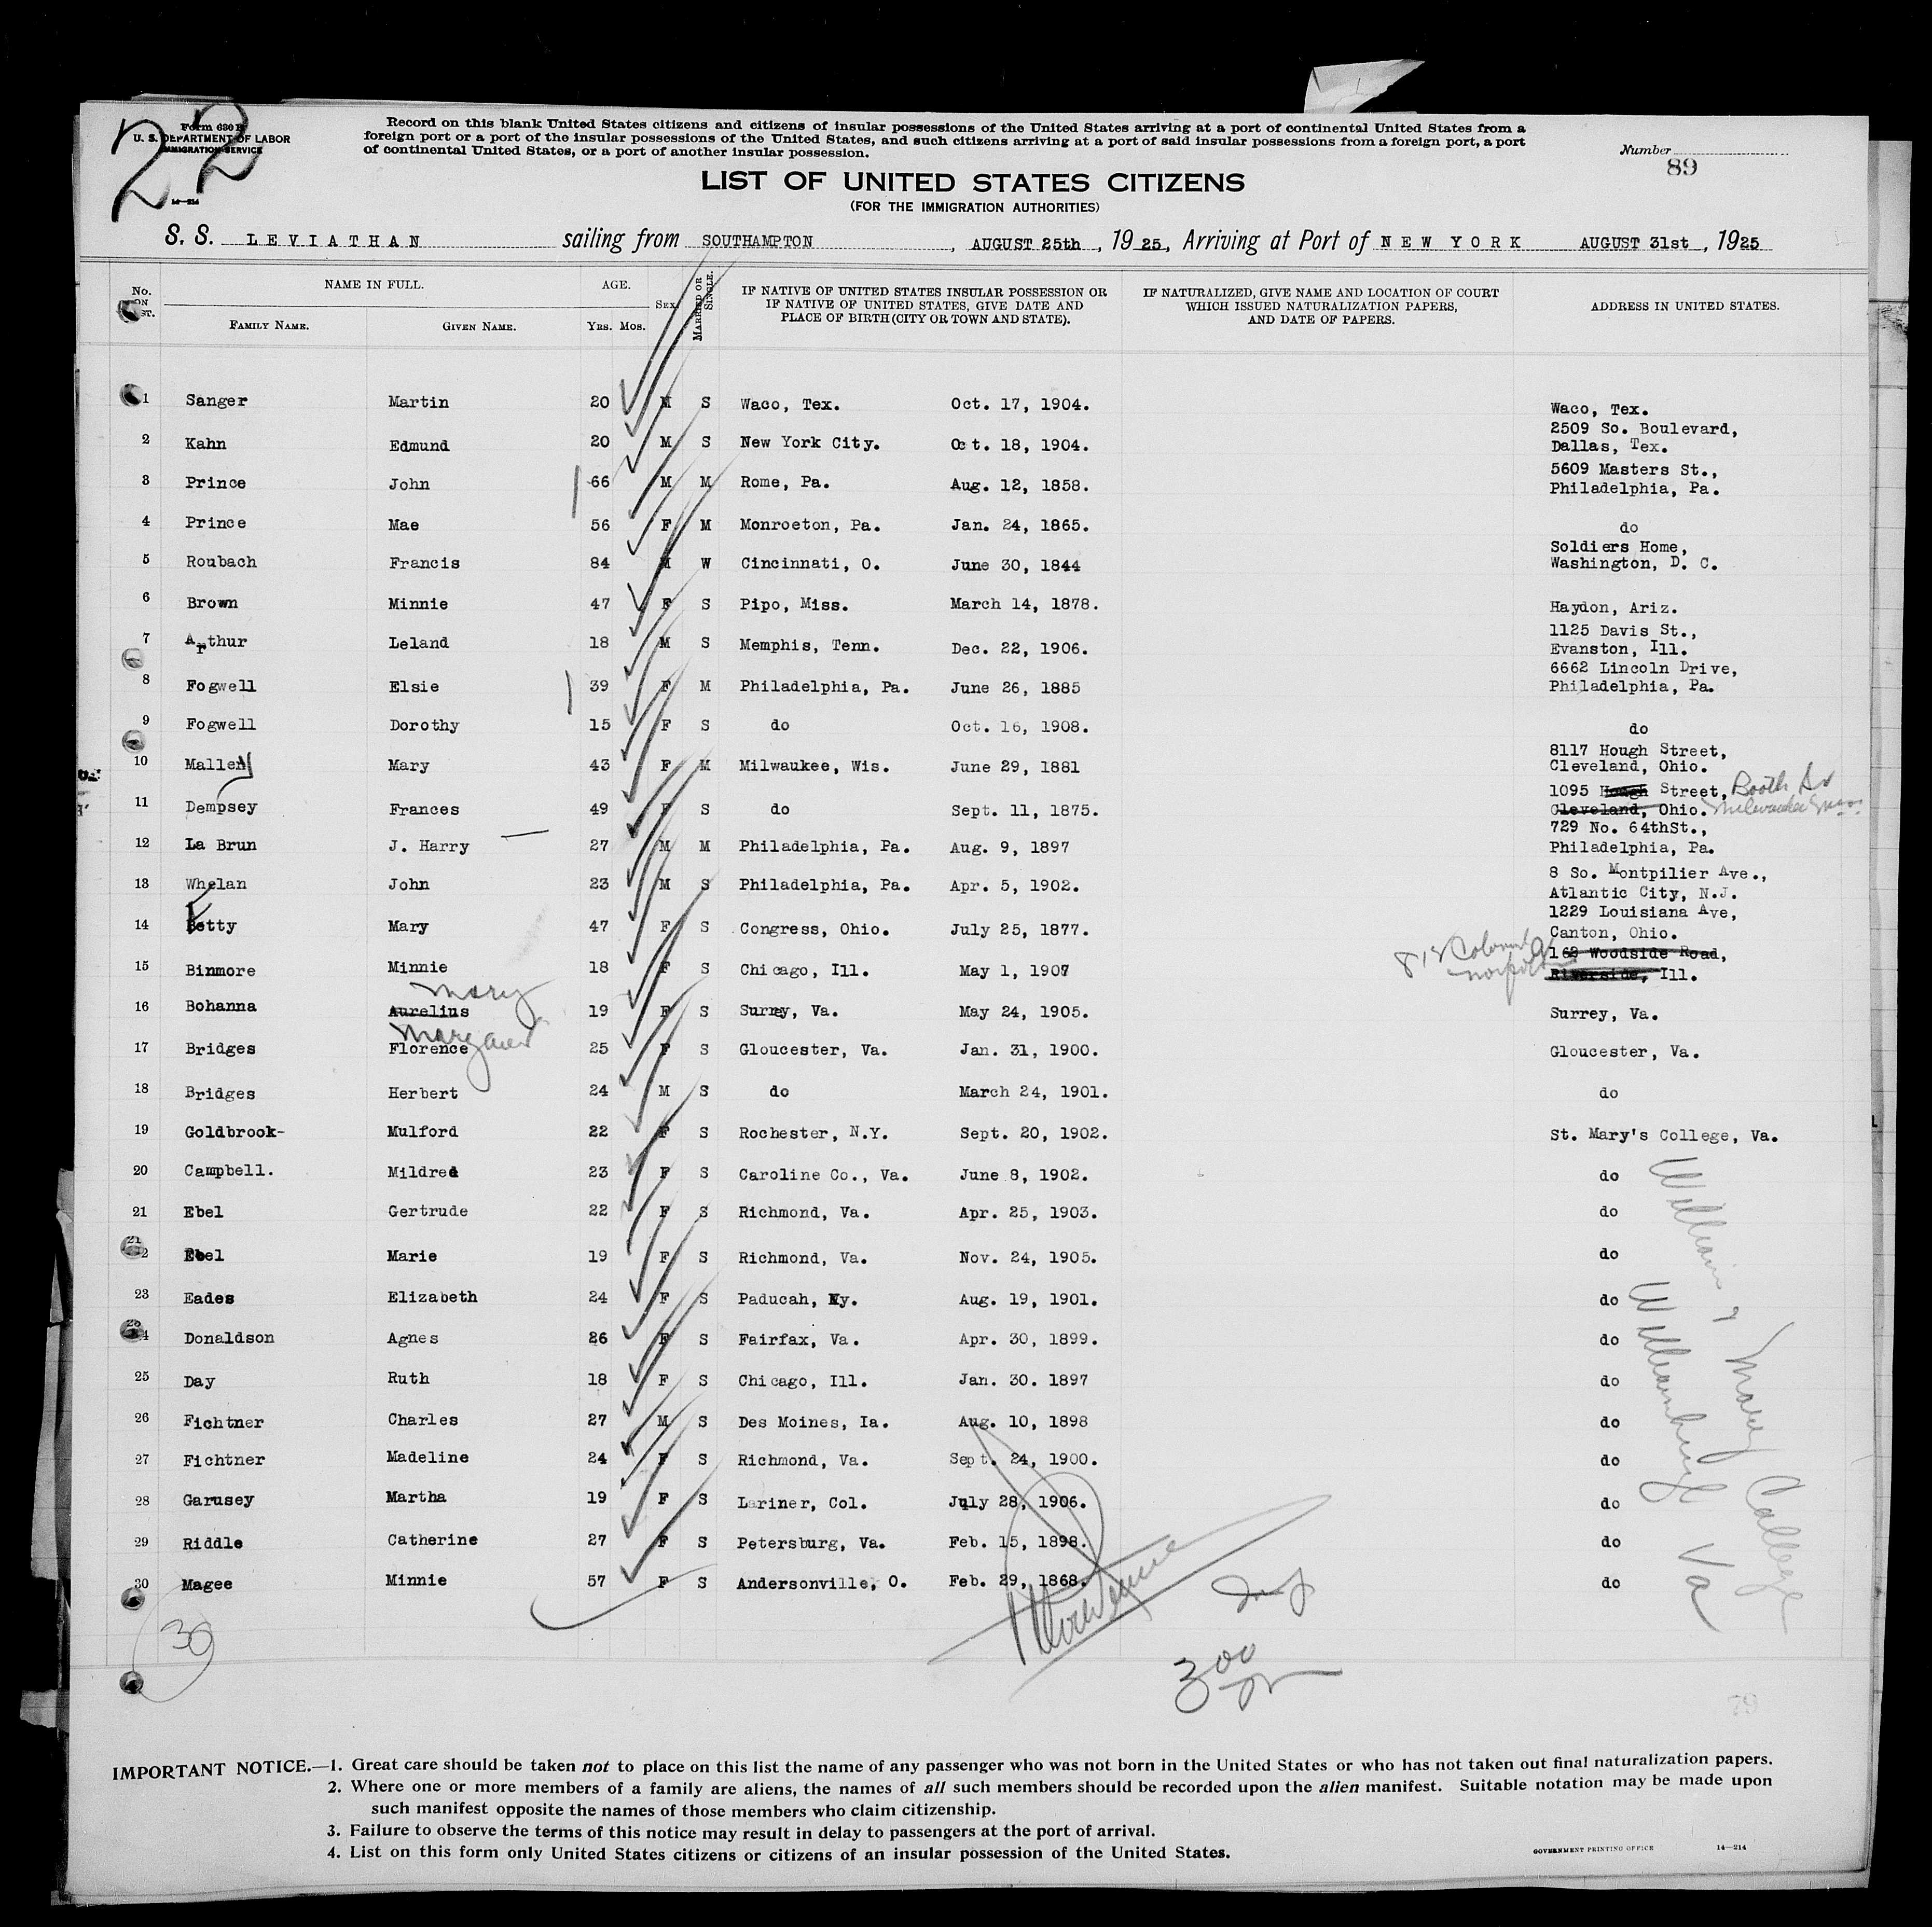 22
Form 630 B
U. S. DEPARTMENT OF LABOR
IMMIGRATION SERVICE
14—214
Record on this blank United States citizens and citizens of insular possessions of the United States arriving at a port of continental United States from a
foreign port or a port of the insular possessions of the United States, and such citizens arriving at a port of said insular possessions from a foreign port, a port
of continental United States, or a port of another insular possession.
Number
89
LIST OF UNITED STATES CITIZENS
(FOR THE IMMIGRATION AUTHORITIES)
S. S. LEVIATHAN sailing from SOUTHAMPTON, AUGUST 25th, 1925, Arriving at Port of NEW YORK AUGUST 31st, 1925
No. ON LIST. NAME IN FULL. AGE. SEX. MARRIED OR SINGLE. IF NATIVE OF UNITED STATES INSULAR POSSESSION OR IF NATIVE OF UNITED STATES, GIVE DATE AND PLACE OF BIRTH (CITY OR TOWN AND STATE). IF NATURALIZED, GIVE NAME AND LOCATION OF COURT WHICH ISSUED NATURALIZATION PAPERS, AND DATE OF PAPERS. ADDRESS IN UNITED STATES.
FAMILY NAME. GIVEN NAME. YRS. MOS.
1 Sanger Martin 20 M S Waco, Tex. Oct. 17, 1904. Waco, Tex.
2 Kahn Edmund 20 M S New York City. Oct. 18, 1904. 2509 So. Boulevard, Dallas, Tex.
3 Prince John 66 M M Rome, Pa. Aug. 12, 1858. 5609 Masters St., Philadelphia, Pa.
4 Prince Mae 56 F M Monroeton, Pa. Jan. 24, 1865. do
5 Roubach Francis 84 M W Cincinnati, O. June 30, 1844 Soldiers Home, Washington, D. C.
6 Brown Minnie 47 F S Pipo, Miss. March 14, 1878. Haydon, Ariz.
7 Arthur Leland 18 M S Memphis, Tenn. Dec. 22, 1906. 1125 Davis St., Evanston, Ill.
8 Fogwell Elsie 39 F M Philadelphia, Pa. June 26, 1885 6662 Lincoln Drive, Philadelphia, Pa.
9 Fogwell Dorothy 15 F S do Oct. 16, 1908. do
10 Malley Mary 43 F M Milwaukee, Wis. June 29, 1881 8117 Hough Street, Cleveland, Ohio.
11 Dempsey Frances 49 F S do Sept. 11, 1875. 1095 Hough Street, Booth St Cleveland, Ohio. Milwaukee
12 La Brun J. Harry 27 M M Philadelphia, Pa. Aug. 9, 1897 729 No. 64thSt., Philadelphia, Pa.
13 Whelan John 23 M S Philadelphia, Pa. Apr. 5, 1902. 8 So. Montpilier Ave., Atlantic City, N.J.
14 Fetty Mary 47 F S Congress, Ohio. July 25, 1877. 1229 Louisiana Ave, Canton, Ohio.
15 Binmore Minnie 18 F S Chicago, Ill. May 1, 1907 168 Woodside Road, Riverside, Ill. Norfolk
Mary
16 Bohanna Aurelius 19 F S Surry, Va. May 24, 1905. Surrey, Va.
Margaret
17 Bridges Florence 25 F S Gloucester, Va. Jan. 31, 1900. Gloucester, Va.
18 Bridges Herbert 24 M S do March 24, 1901. do
19 Goldbrook- Mulford 22 F S Rochester, N.Y. Sept. 20, 1902. St. Mary's College, Va.
20 Campbell. Mildred 23 F S Caroline Co., Va. June 8, 1902. do
21 Ebel Gertrude 22 F S Richmond, Va. Apr. 25, 1903. do
22 Ebel Marie 19 F S Richmond, Va. Nov. 24, 1905. do
23 Eades Elizabeth 24 F S Paducah, Ky. Aug. 19, 1901. do
24 Donaldson Agnes 26 F S Fairfax, Va. Apr. 30, 1899. do
25 Day Ruth 18 F S Chicago, Ill. Jan. 30. 1897 do
26 Fichtner Charles 27 M S Des Moines, Ia. Aug. 10, 1898 do
27 Fichtner Madeline 24 F S Richmond, Va. Sept. 24, 1900. do
28 Garusey Martha 19 F S Lariner, Col. July 28, 1906. do
29 Riddle Catherine 27 F S Petersburg, Va. Feb. 15, 1898. do
30 Magee Minnie 57 F S Andersonville, O. Feb. 29, 1868. do
William & Mary College
Williamsburg Va
30
300
79
IMPORTANT NOTICE.—1. Great care should be taken not to place on this list the name of any passenger who was not born in the United States or who has not taken out final naturalization papers.
2. Where one or more members of a family are aliens, the names of all such members should be recorded upon the alien manifest. Suitable notation may be made upon
such manifest opposite the names of those members who claim citizenship.
3. Failure to observe the terms of this notice may result in delay to passengers at the port of arrival.
4. List on this form only United States citizens or citizens of an insular possession of the United States.
GOVERNMENT PRINTING OFFICE 14—214